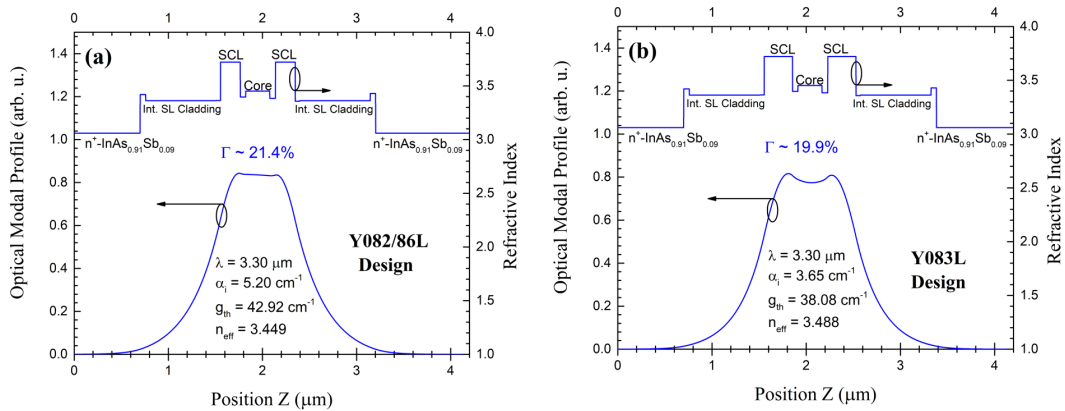 0 1 2 3 4
(a)
SCL SCL
Core
Int. SL Cladding Int. SL Cladding
n⁺-InAs₀.₉₁Sb₀.₀₉ n⁺-InAs₀.₉₁Sb₀.₀₉
Γ ~ 21.4%
Y082/86L
Design
λ = 3.30 μm
αᵢ = 5.20 cm⁻¹
gₜₕ = 42.92 cm⁻¹
nₑff = 3.449
1.4
1.2
1.0
0.8
0.6
0.4
0.2
0.0
Optical Modal Profile (arb. u.)
4.0
3.5
3.0
2.5
2.0
1.5
1.0
Refractive Index
0 1 2 3 4
Position Z (μm)
0 1 2 3 4
(b)
SCL SCL
Core
Int. SL Cladding Int. SL Cladding
n⁺-InAs₀.₉₁Sb₀.₀₉ n⁺-InAs₀.₉₁Sb₀.₀₉
Γ ~ 19.9%
Y083L
Design
λ = 3.30 μm
αᵢ = 3.65 cm⁻¹
gₜₕ = 38.08 cm⁻¹
nₑff = 3.488
1.4
1.2
1.0
0.8
0.6
0.4
0.2
0.0
Optical Modal Profile (arb. u.)
4.0
3.5
3.0
2.5
2.0
1.5
1.0
Refractive Index
0 1 2 3 4
Position Z (μm)